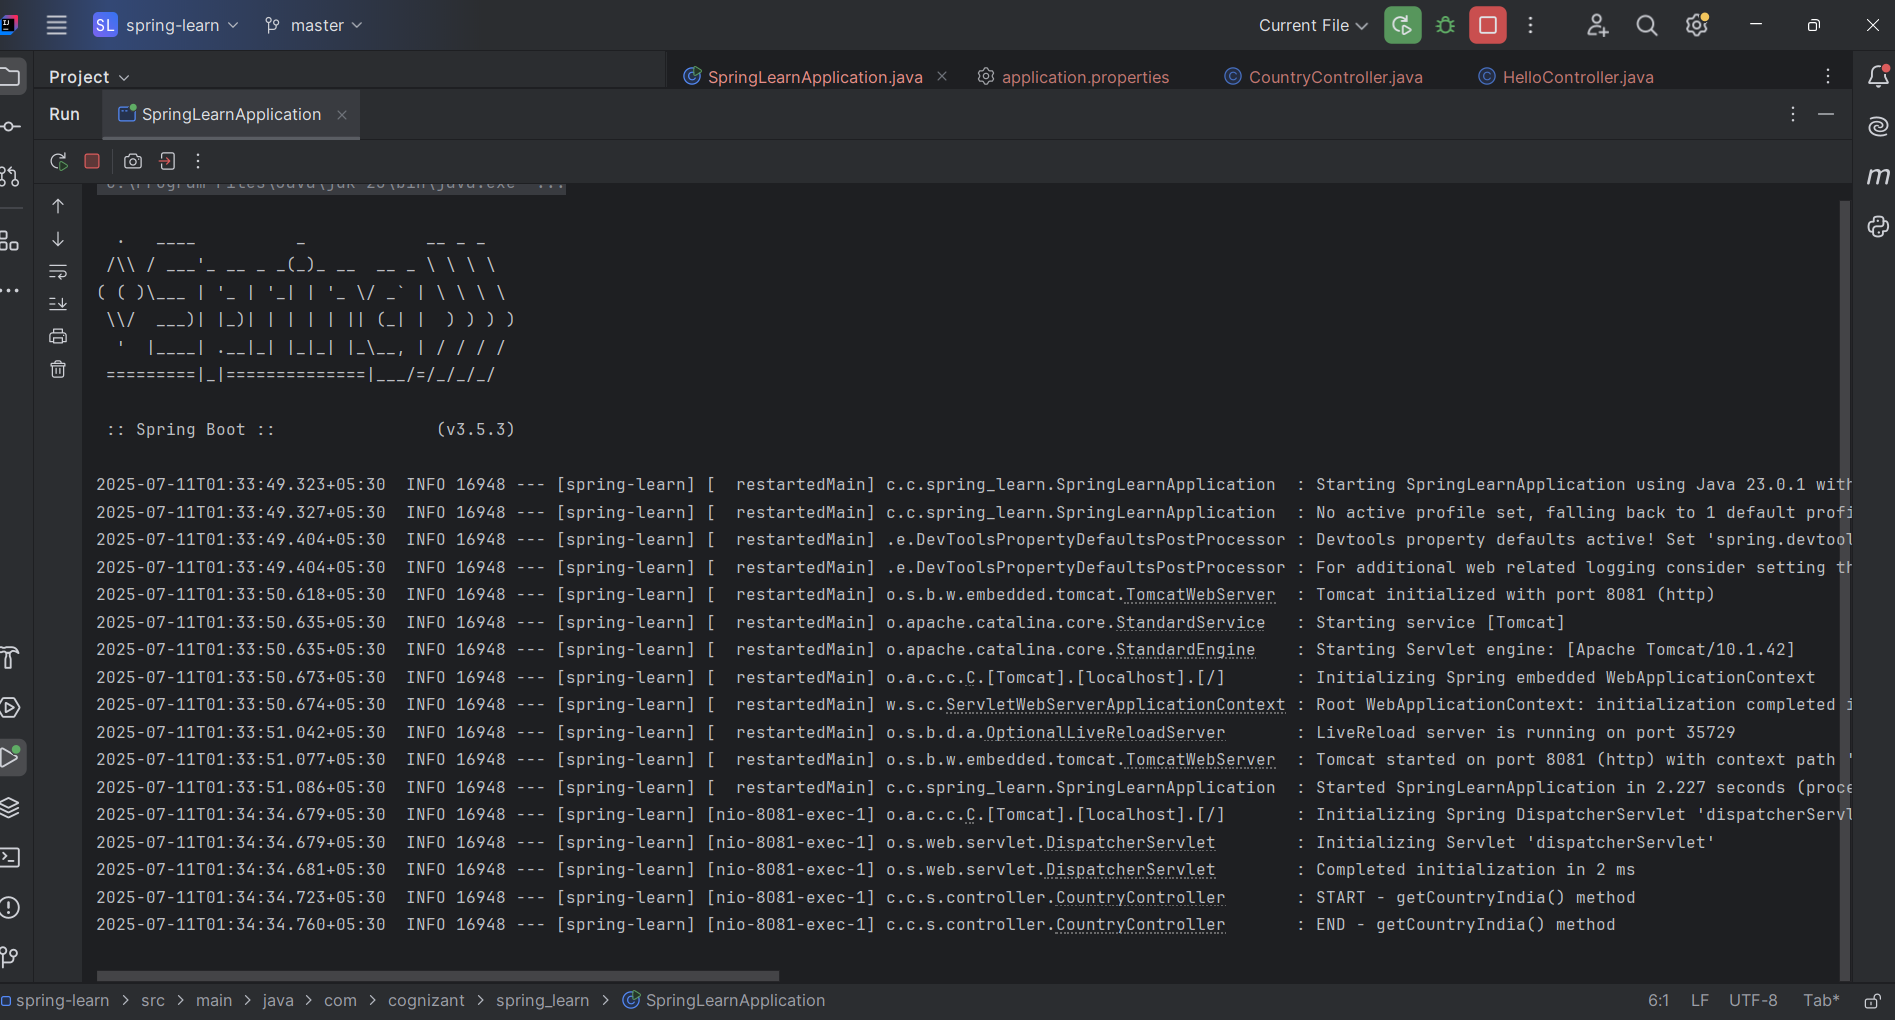 SL spring-learn master Current File
Project SpringLearnApplication.java application.properties CountryController.java HelloController.java
Run SpringLearnApplication
  .   ____          _            __ _ _
 /\\ / ___'_ __ _ _(_)_ __  __ _ \ \ \ \
( ( )\___ | '_ | '_| | '_ \/ _` | \ \ \ \
 \\/  ___)| |_)| | | | | || (_| |  ) ) ) )
  '  |____| .__|_| |_|_| |_\__, | / / / /
 =========|_|==============|___/=/_/_/_/
:: Spring Boot :: (v3.5.3)
2025-07-11T01:33:49.323+05:30 INFO 16948 --- [spring-learn] [ restartedMain] c.c.spring_learn.SpringLearnApplication : Starting SpringLearnApplication using Java 23.0.1 with
2025-07-11T01:33:49.327+05:30 INFO 16948 --- [spring-learn] [ restartedMain] c.c.spring_learn.SpringLearnApplication : No active profile set, falling back to 1 default profi
2025-07-11T01:33:49.404+05:30 INFO 16948 --- [spring-learn] [ restartedMain] .e.DevToolsPropertyDefaultsPostProcessor : Devtools property defaults active! Set 'spring.devtool
2025-07-11T01:33:49.404+05:30 INFO 16948 --- [spring-learn] [ restartedMain] .e.DevToolsPropertyDefaultsPostProcessor : For additional web related logging consider setting th
2025-07-11T01:33:50.618+05:30 INFO 16948 --- [spring-learn] [ restartedMain] o.s.b.w.embedded.tomcat.TomcatWebServer : Tomcat initialized with port 8081 (http)
2025-07-11T01:33:50.635+05:30 INFO 16948 --- [spring-learn] [ restartedMain] o.apache.catalina.core.StandardService : Starting service [Tomcat]
2025-07-11T01:33:50.635+05:30 INFO 16948 --- [spring-learn] [ restartedMain] o.apache.catalina.core.StandardEngine : Starting Servlet engine: [Apache Tomcat/10.1.42]
2025-07-11T01:33:50.673+05:30 INFO 16948 --- [spring-learn] [ restartedMain] o.a.c.c.C.[Tomcat].[localhost].[/] : Initializing Spring embedded WebApplicationContext
2025-07-11T01:33:50.674+05:30 INFO 16948 --- [spring-learn] [ restartedMain] w.s.c.ServletWebServerApplicationContext : Root WebApplicationContext: initialization completed i
2025-07-11T01:33:51.042+05:30 INFO 16948 --- [spring-learn] [ restartedMain] o.s.b.d.a.OptionalLiveReloadServer : LiveReload server is running on port 35729
2025-07-11T01:33:51.077+05:30 INFO 16948 --- [spring-learn] [ restartedMain] o.s.b.w.embedded.tomcat.TomcatWebServer : Tomcat started on port 8081 (http) with context path '
2025-07-11T01:33:51.086+05:30 INFO 16948 --- [spring-learn] [ restartedMain] c.c.spring_learn.SpringLearnApplication : Started SpringLearnApplication in 2.227 seconds (proce
2025-07-11T01:34:34.679+05:30 INFO 16948 --- [spring-learn] [nio-8081-exec-1] o.a.c.c.C.[Tomcat].[localhost].[/] : Initializing Spring DispatcherServlet 'dispatcherServl
2025-07-11T01:34:34.679+05:30 INFO 16948 --- [spring-learn] [nio-8081-exec-1] o.s.web.servlet.DispatcherServlet : Initializing Servlet 'dispatcherServlet'
2025-07-11T01:34:34.681+05:30 INFO 16948 --- [spring-learn] [nio-8081-exec-1] o.s.web.servlet.DispatcherServlet : Completed initialization in 2 ms
2025-07-11T01:34:34.723+05:30 INFO 16948 --- [spring-learn] [nio-8081-exec-1] c.c.s.controller.CountryController : START - getCountryIndia() method
2025-07-11T01:34:34.760+05:30 INFO 16948 --- [spring-learn] [nio-8081-exec-1] c.c.s.controller.CountryController : END - getCountryIndia() method
spring-learn > src > main > java > com > cognizant > spring_learn > SpringLearnApplication 6:1 LF UTF-8 Tab*